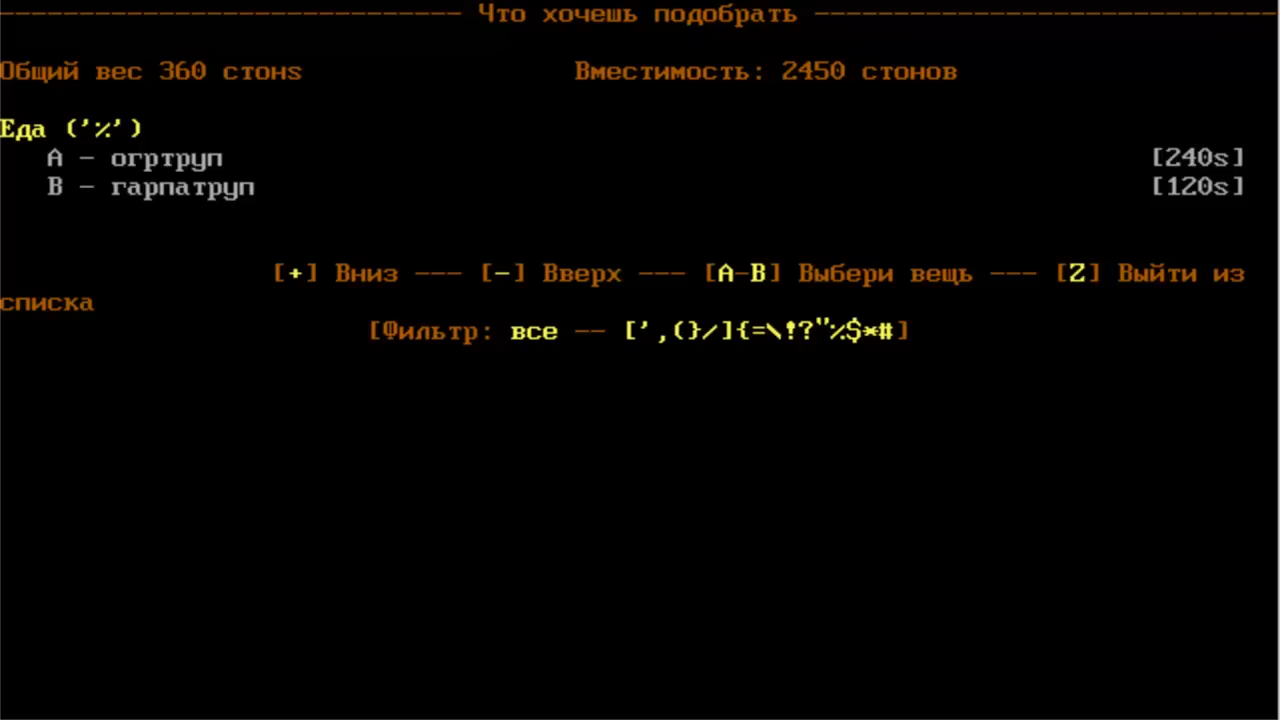 Что хочешь подобрать
Общий вес 360 стонs Вместимость: 2450 стонов
Еда ('%')
A - огртруп [240s]
B - гарпатруп [120s]
[+] Вниз --- [-] Вверх --- [A-B] Выбери вещь --- [Z] Выйти из
списка
[Фильтр: все -- [',(}/]{=\!?"%$*#]